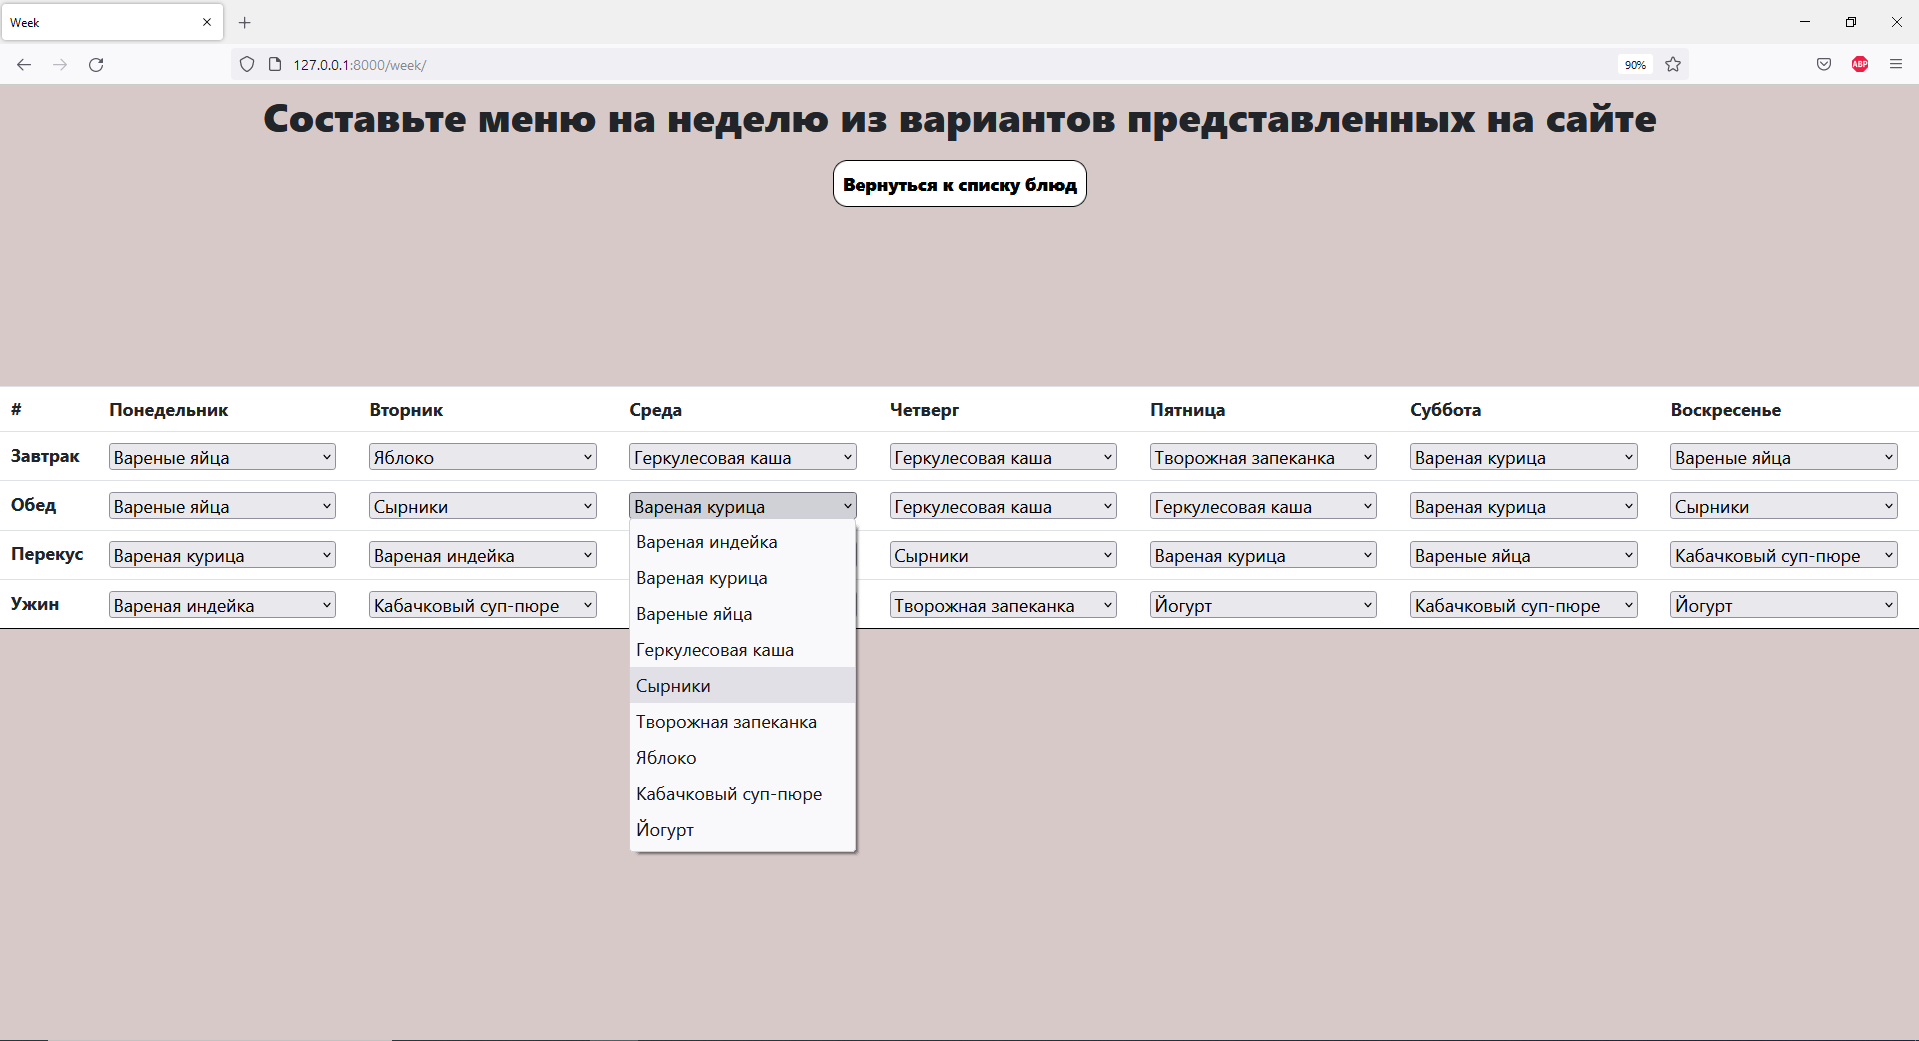 Week
127.0.0.1:8000/week/
90%
ABP
Составьте меню на неделю из вариантов представленных на сайте
Вернуться к списку блюд
# Понедельник Вторник Среда Четверг Пятница Суббота Воскресенье
Завтрак Вареные яйца Яблоко Геркулесовая каша Геркулесовая каша Творожная запеканка Вареная курица Вареные яйца
Обед Вареные яйца Сырники Вареная курица Геркулесовая каша Геркулесовая каша Вареная курица Сырники
Перекус Вареная курица Вареная индейка Сырники Вареная курица Вареные яйца Кабачковый суп-пюре
Ужин Вареная индейка Кабачковый суп-пюре Творожная запеканка Йогурт Кабачковый суп-пюре Йогурт
Вареная индейка
Вареная курица
Вареные яйца
Геркулесовая каша
Сырники
Творожная запеканка
Яблоко
Кабачковый суп-пюре
Йогурт